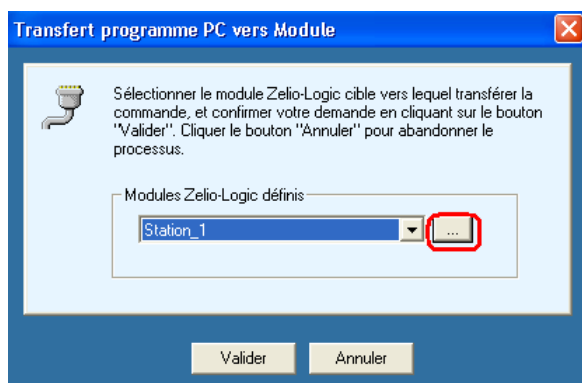 Transfert programme PC vers Module
Sélectionner le module Zelio-Logic cible vers lequel transférer la
commande, et confirmer votre demande en cliquant sur le bouton
"Valider". Cliquer le bouton "Annuler" pour abandonner le
processus.
Modules Zelio-Logic définis
Station_1
...
Valider
Annuler